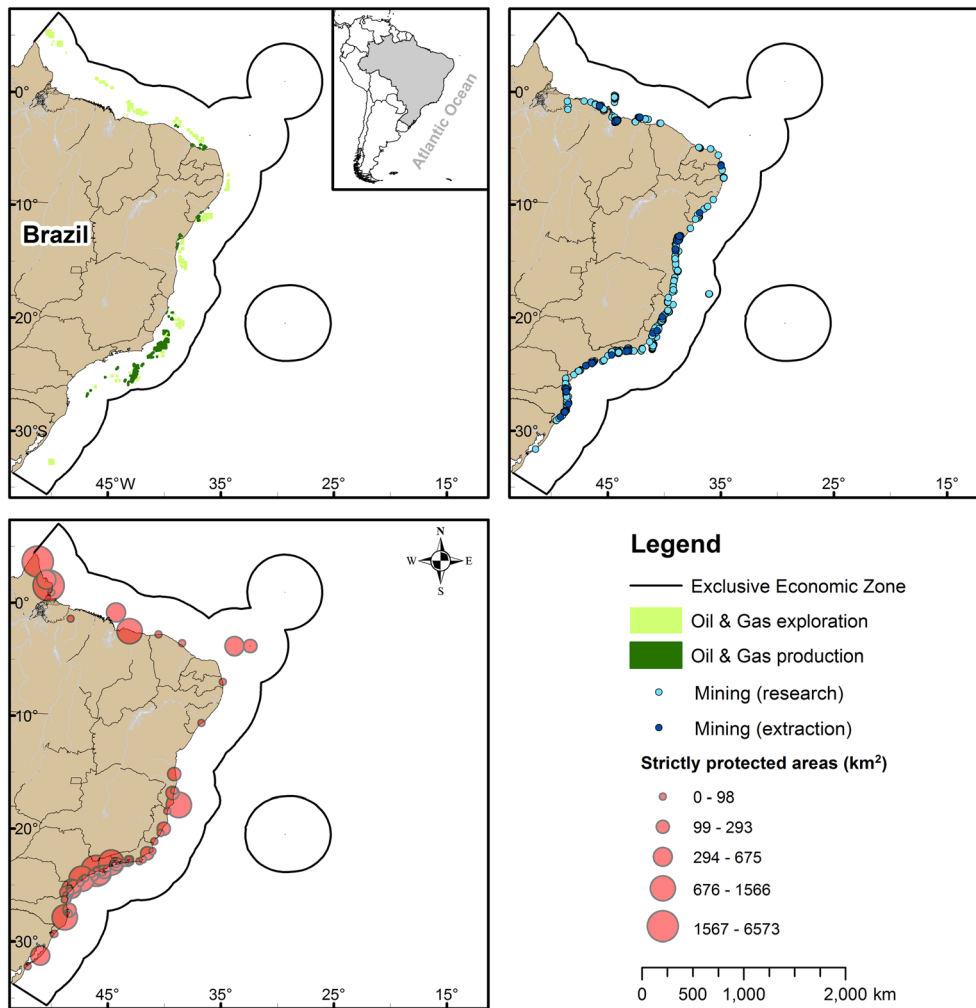 Atlantic Ocean
0°
10°
Brazil
20°
30°S
45°W
35°
25°
15°
0°
10°
20°
30°
45°
35°
25°
15°
N
W
E
S
0°
10°
20°
30°
45°
35°
25°
15°
Legend
Exclusive Economic Zone
Oil & Gas exploration
Oil & Gas production
Mining (research)
Mining (extraction)
Strictly protected areas (km²)
0 - 98
99 - 293
294 - 675
676 - 1566
1567 - 6573
0 500 1,000 2,000 km